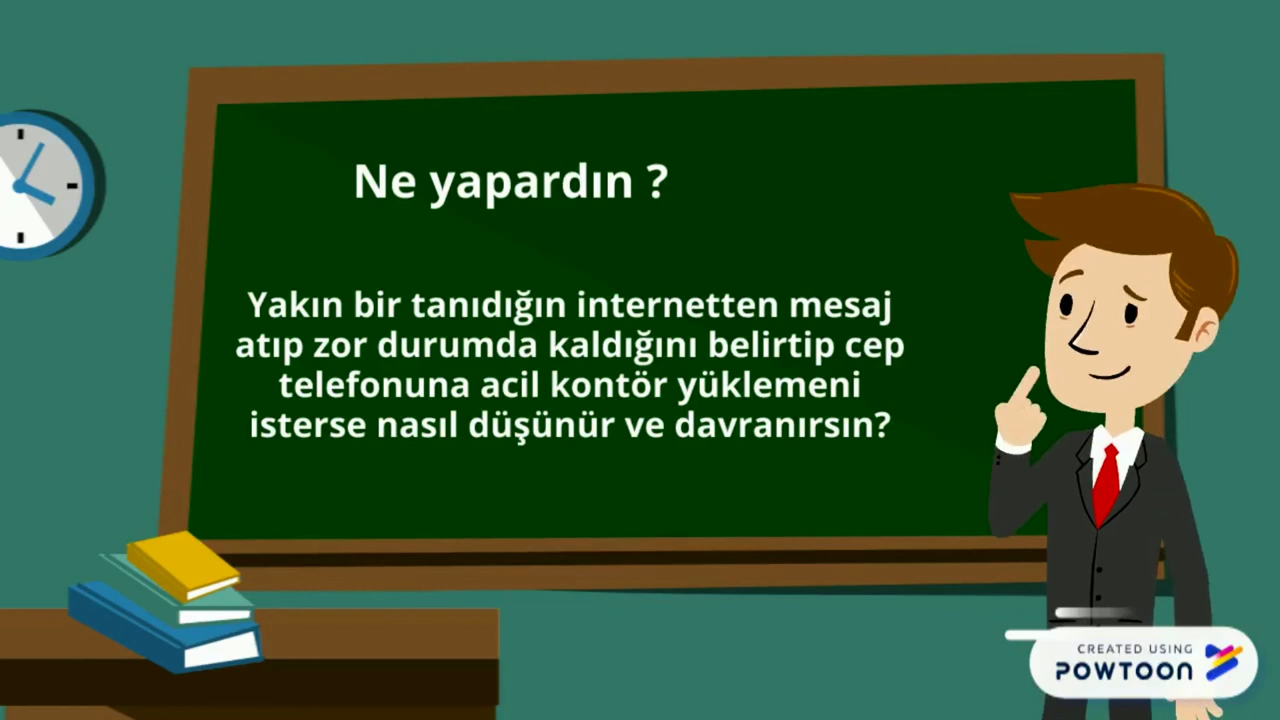 Ne yapardın ?
Yakın bir tanıdığın internetten mesaj
atıp zor durumda kaldığını belirtip cep
telefonuna acil kontör yüklemeni
isterse nasıl düşünür ve davranırsın?
CREATED USING
POWTOON